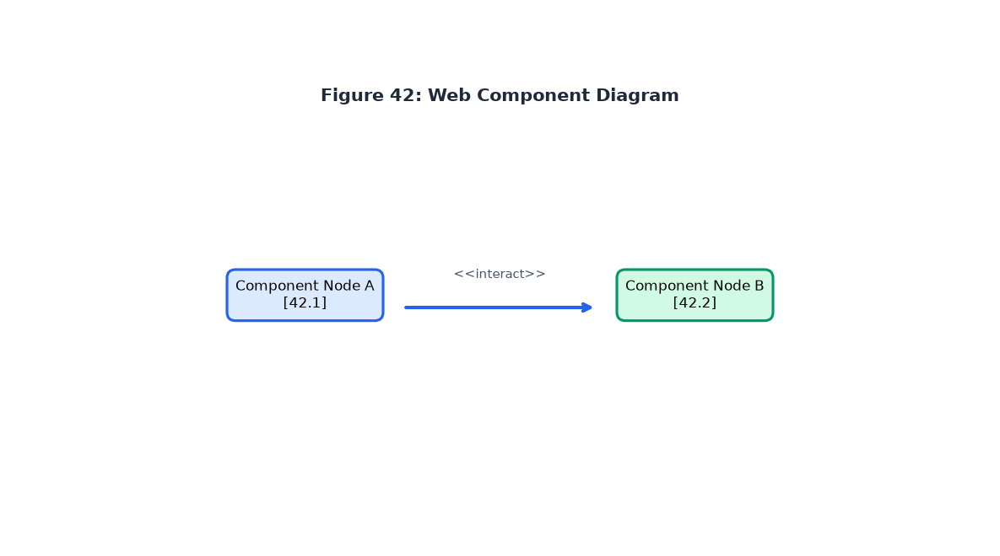 Figure 42: Web Component Diagram
<<interact>>
Component Node A
[42.1]
Component Node B
[42.2]